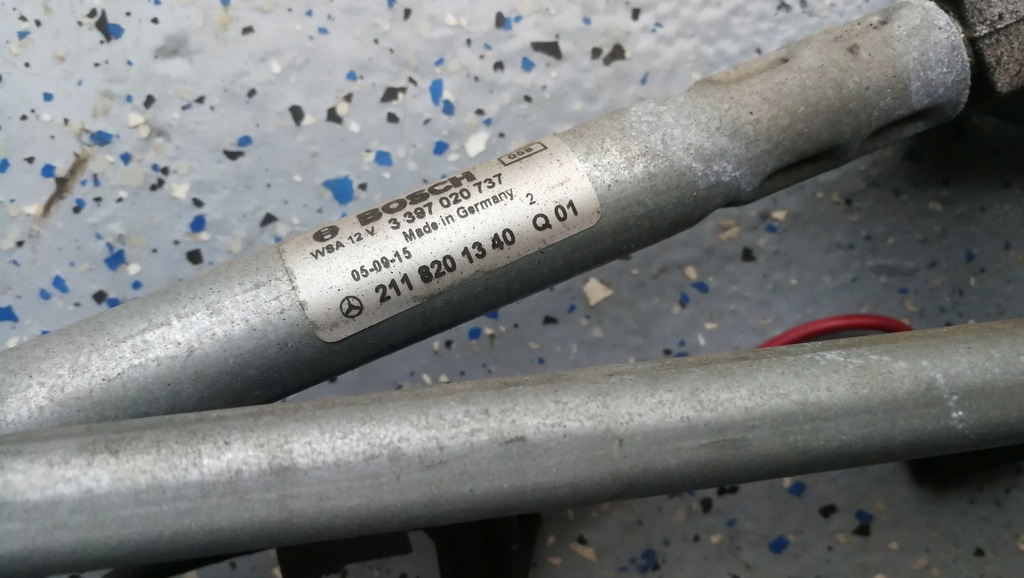 068
BOSCH
WSA 12 V 3 397 020 737
05-09-15 Made in Germany 2
211 820 13 40 Q 01